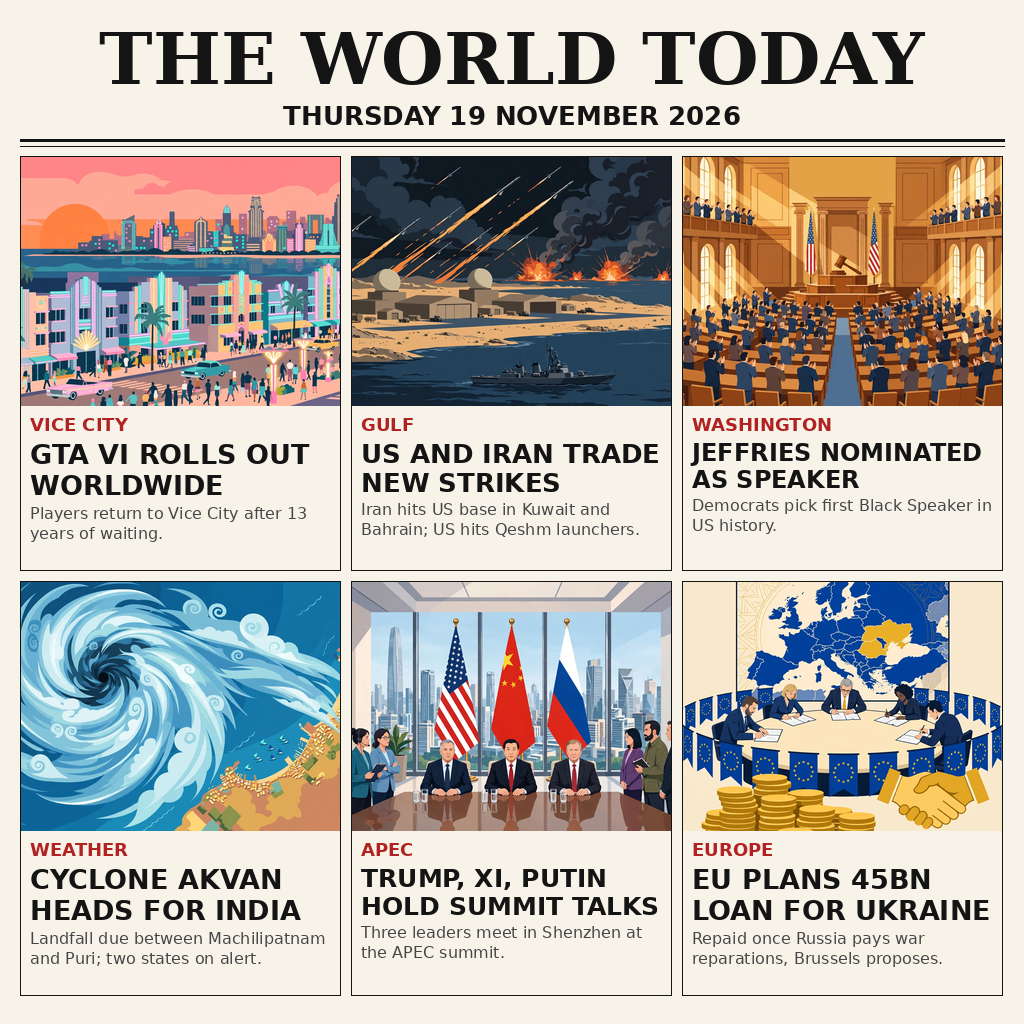 THE WORLD TODAY
THURSDAY 19 NOVEMBER 2026
VICE CITY
GTA VI ROLLS OUT
WORLDWIDE
Players return to Vice City after 13
years of waiting.
GULF
US AND IRAN TRADE
NEW STRIKES
Iran hits US base in Kuwait and
Bahrain; US hits Qeshm launchers.
WASHINGTON
JEFFRIES NOMINATED
AS SPEAKER
Democrats pick first Black Speaker in
US history.
WEATHER
CYCLONE AKVAN
HEADS FOR INDIA
Landfall due between Machilipatnam
and Puri; two states on alert.
APEC
TRUMP, XI, PUTIN
HOLD SUMMIT TALKS
Three leaders meet in Shenzhen at
the APEC summit.
EUROPE
EU PLANS 45BN
LOAN FOR UKRAINE
Repaid once Russia pays war
reparations, Brussels proposes.